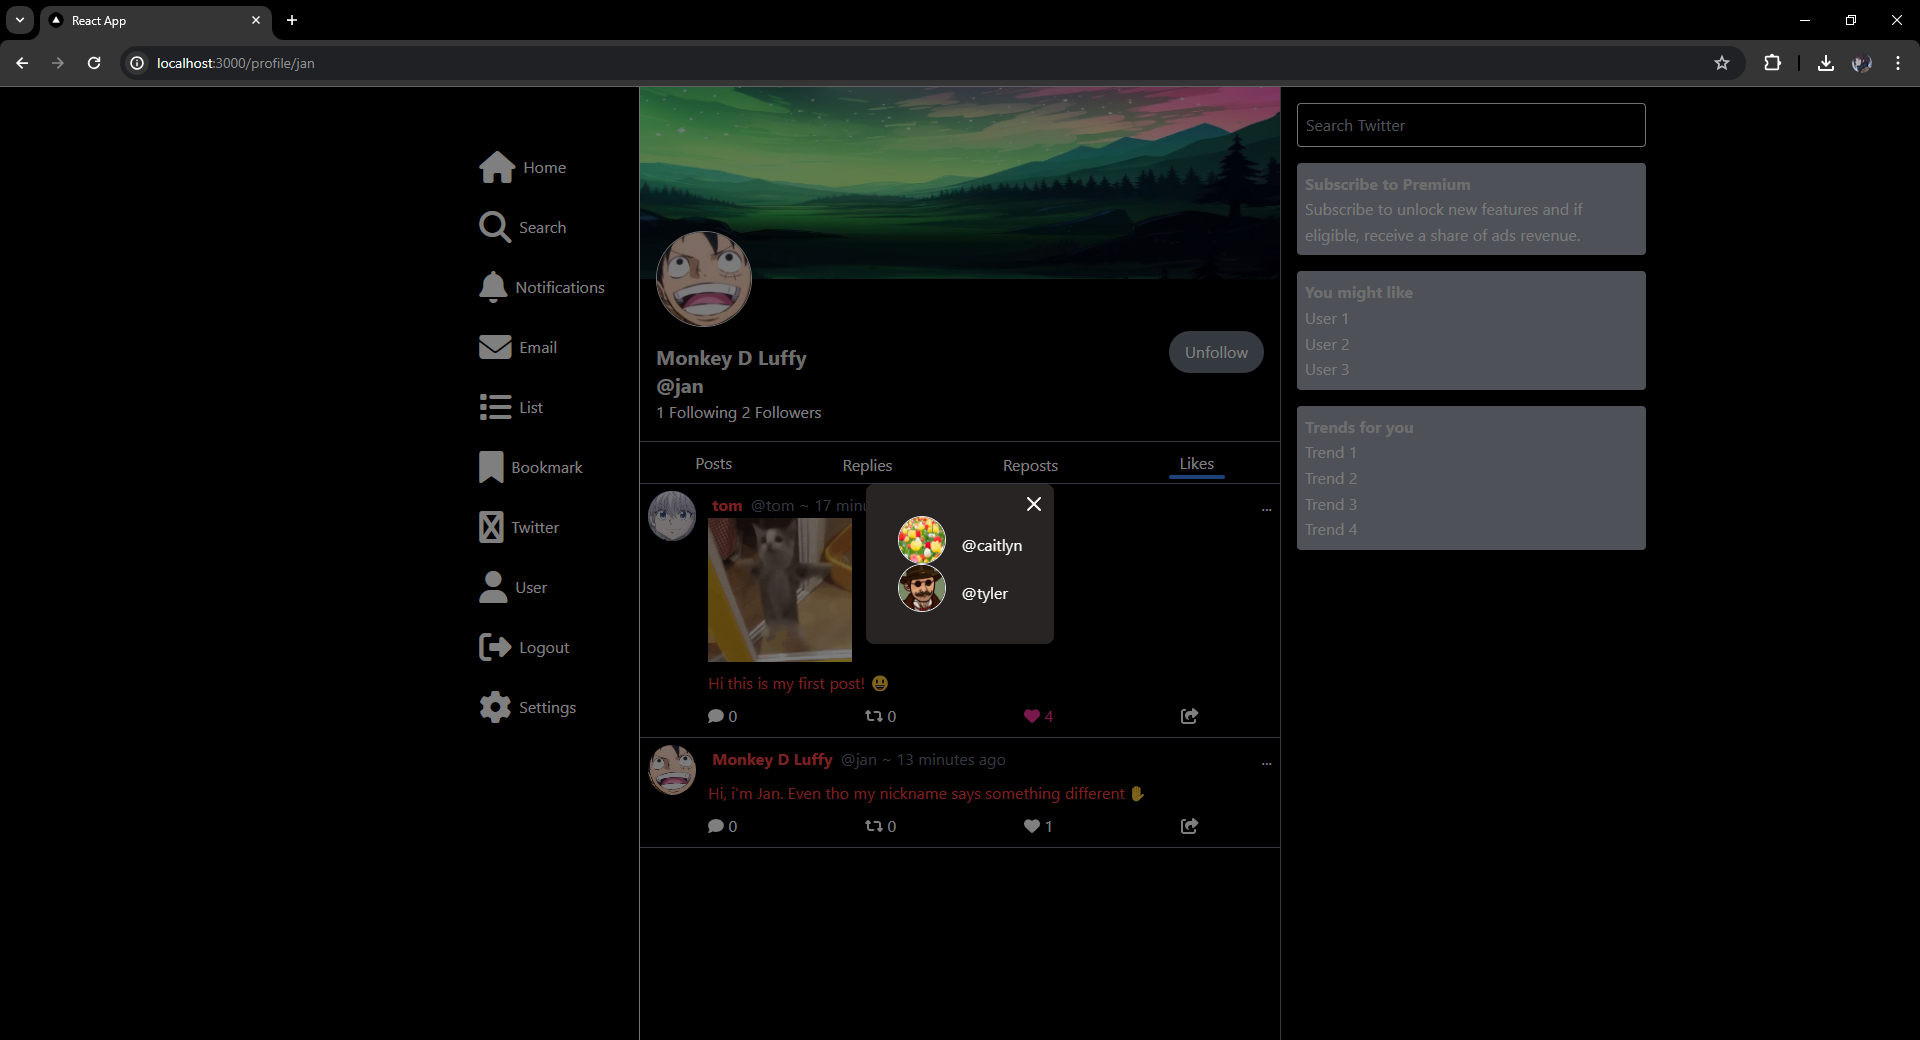 React App
localhost:3000/profile/jan
Home
Search
Notifications
Email
List
Bookmark
Twitter
User
Logout
Settings
Monkey D Luffy
@jan
1 Following 2 Followers
Unfollow
Posts
Replies
Reposts
Likes
tom @tom ~ 17 minu
...
@caitlyn
@tyler
Hi this is my first post! 😃
0
0
4
Monkey D Luffy @jan ~ 13 minutes ago
...
Hi, i'm Jan. Even tho my nickname says something different ✋
0
0
1
Search Twitter
Subscribe to Premium
Subscribe to unlock new features and if
eligible, receive a share of ads revenue.
You might like
User 1
User 2
User 3
Trends for you
Trend 1
Trend 2
Trend 3
Trend 4